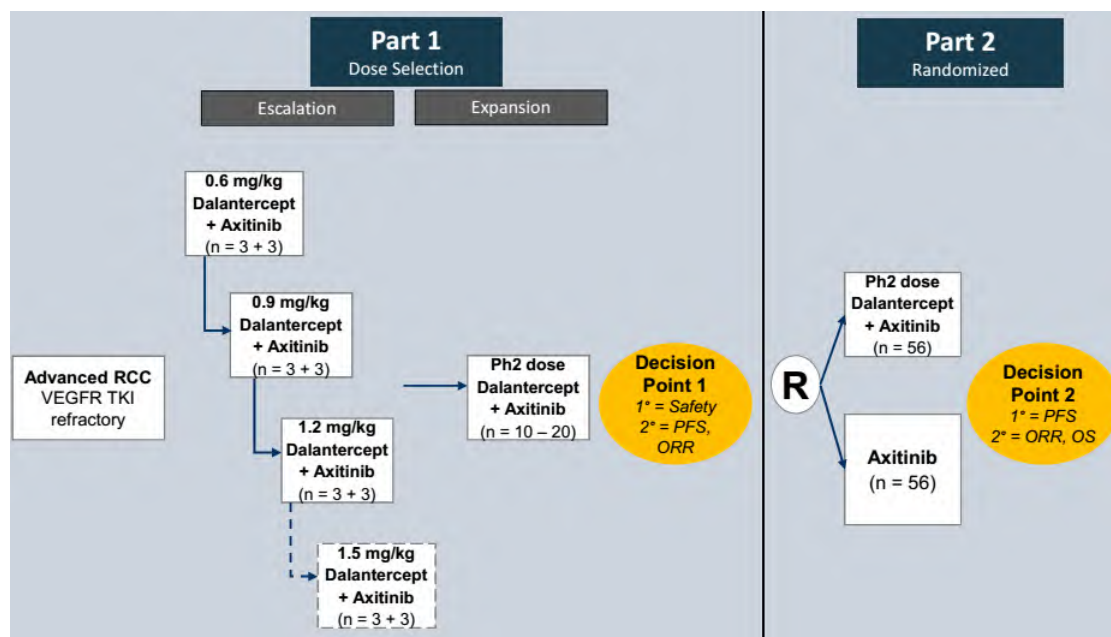 Part 1
Dose Selection
Escalation
Expansion
0.6 mg/kg
Dalantercept
+ Axitinib
(n = 3 + 3)
0.9 mg/kg
Dalantercept
+ Axitinib
(n = 3 + 3)
1.2 mg/kg
Dalantercept
+ Axitinib
(n = 3 + 3)
1.5 mg/kg
Dalantercept
+ Axitinib
(n = 3 + 3)
Advanced RCC
VEGFR TKI
refractory
Ph2 dose
Dalantercept
+ Axitinib
(n = 10 – 20)
Decision
Point 1
1° = Safety
2° = PFS,
ORR
Part 2
Randomized
R
Ph2 dose
Dalantercept
+ Axitinib
(n = 56)
Axitinib
(n = 56)
Decision
Point 2
1° = PFS
2° = ORR, OS